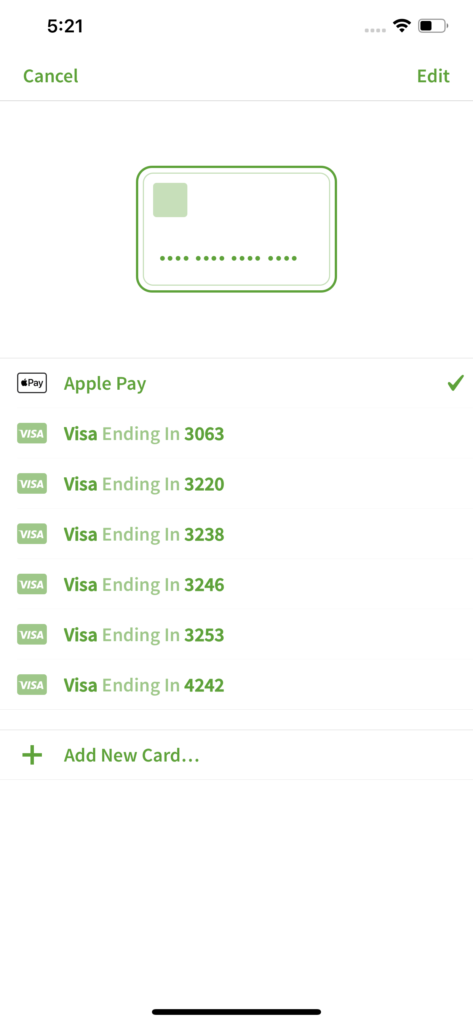 5:21
Cancel Edit
Pay Apple Pay
VISA Visa Ending In 3063
VISA Visa Ending In 3220
VISA Visa Ending In 3238
VISA Visa Ending In 3246
VISA Visa Ending In 3253
VISA Visa Ending In 4242
Add New Card...